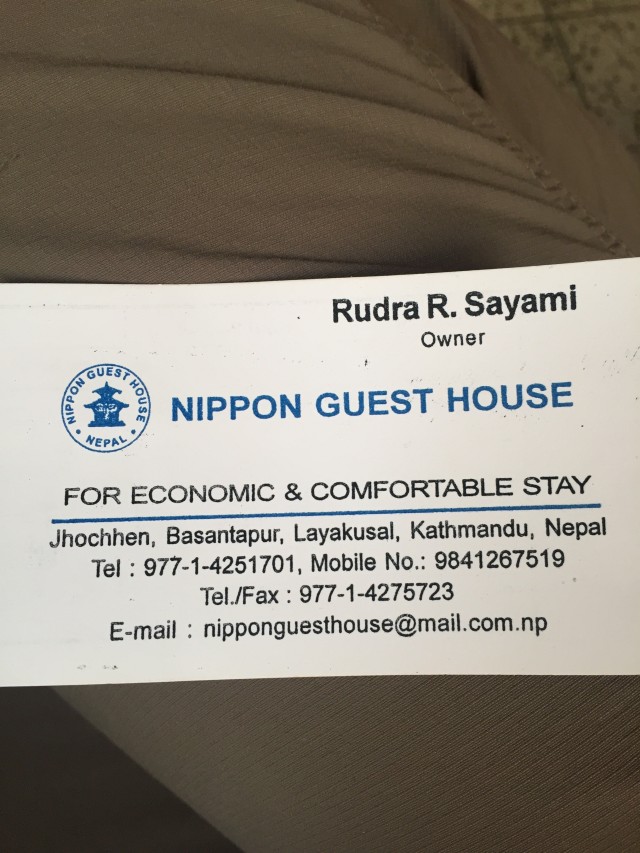 Rudra R. Sayami
Owner
NIPPON GUEST HOUSE
• NEPAL •
NIPPON GUEST HOUSE
FOR ECONOMIC & COMFORTABLE STAY
Jhochhen, Basantapur, Layakusal, Kathmandu, Nepal
Tel : 977-1-4251701, Mobile No.: 9841267519
Tel./Fax : 977-1-4275723
E-mail : nipponguesthouse@mail.com.np